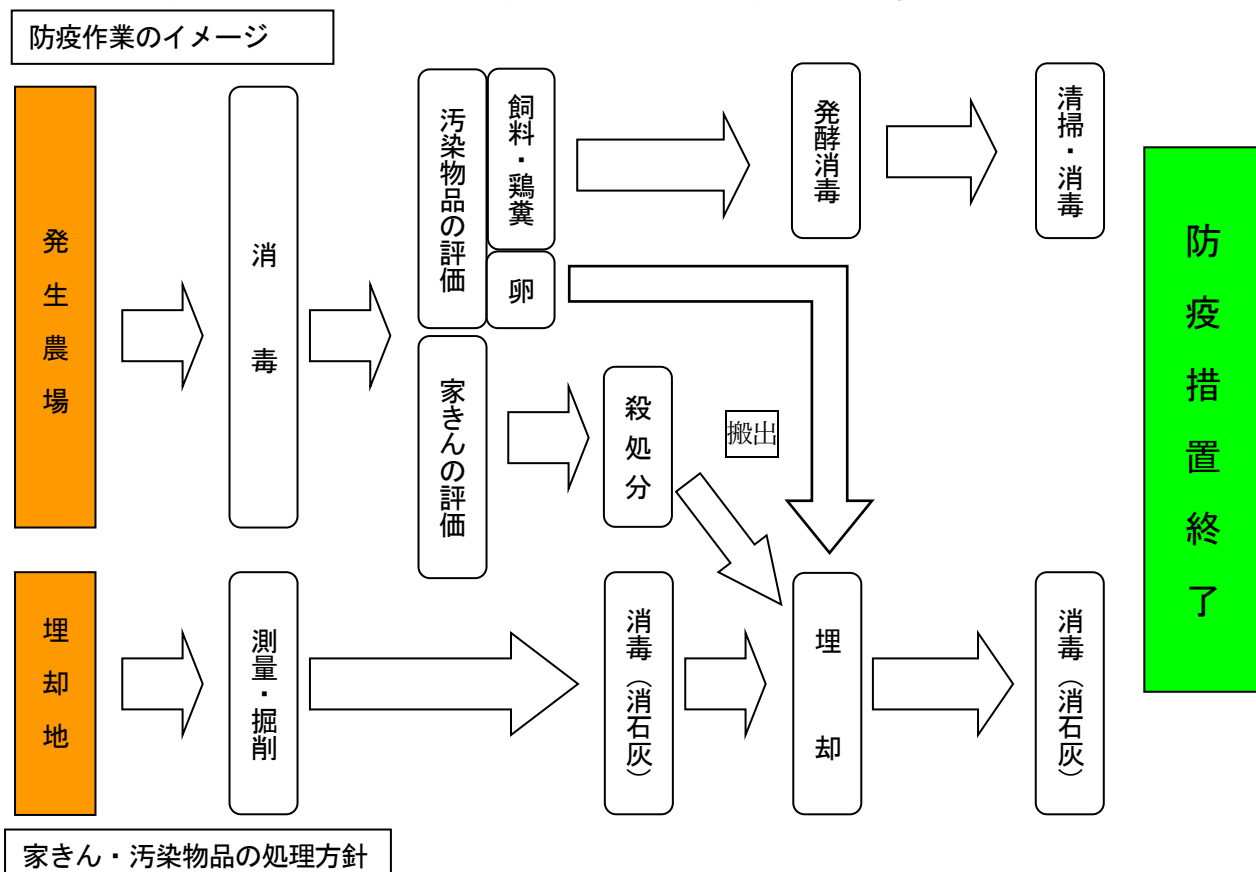 防疫作業のイメージ
発生農場
消毒
汚染物品の評価
飼料・鶏糞
卵
家きんの評価
発酵消毒
清掃・消毒
殺処分
搬出
防疫措置終了
埋却地
測量・掘削
消毒（消石灰）
埋却
消毒（消石灰）
家きん・汚染物品の処理方針